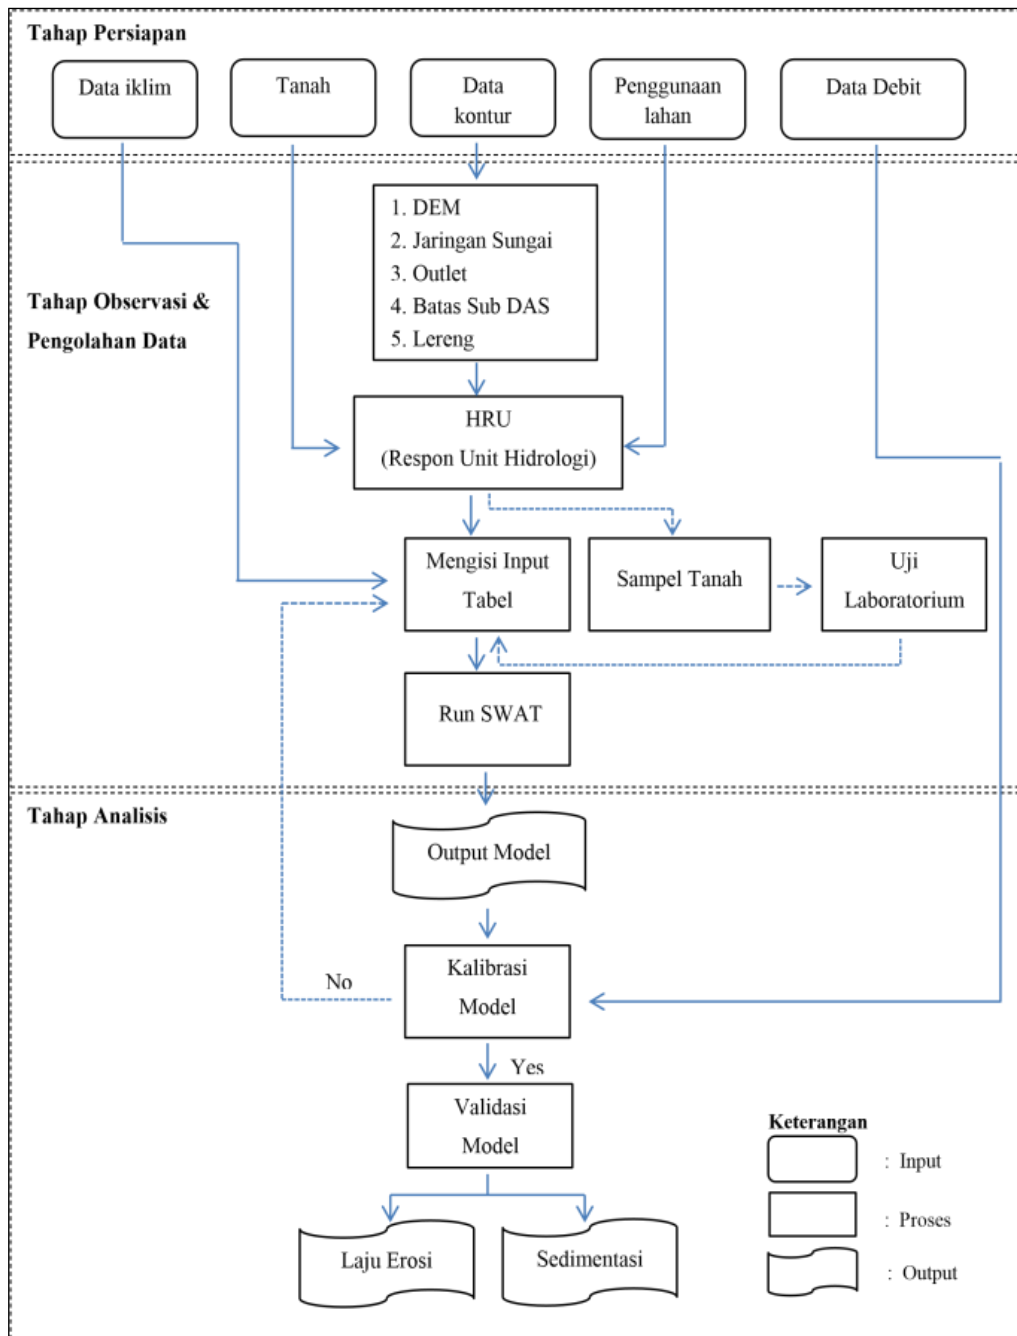 Tahap Persiapan
Data iklim
Tanah
Data
kontur
Penggunaan
lahan
Data Debit
Tahap Observasi &
Pengolahan Data
1. DEM
2. Jaringan Sungai
3. Outlet
4. Batas Sub DAS
5. Lereng
HRU
(Respon Unit Hidrologi)
Mengisi Input
Tabel
Sampel Tanah
Uji
Laboratorium
Run SWAT
Tahap Analisis
Output Model
Kalibrasi
Model
No
Yes
Validasi
Model
Laju Erosi
Sedimentasi
Keterangan
: Input
: Proses
: Output